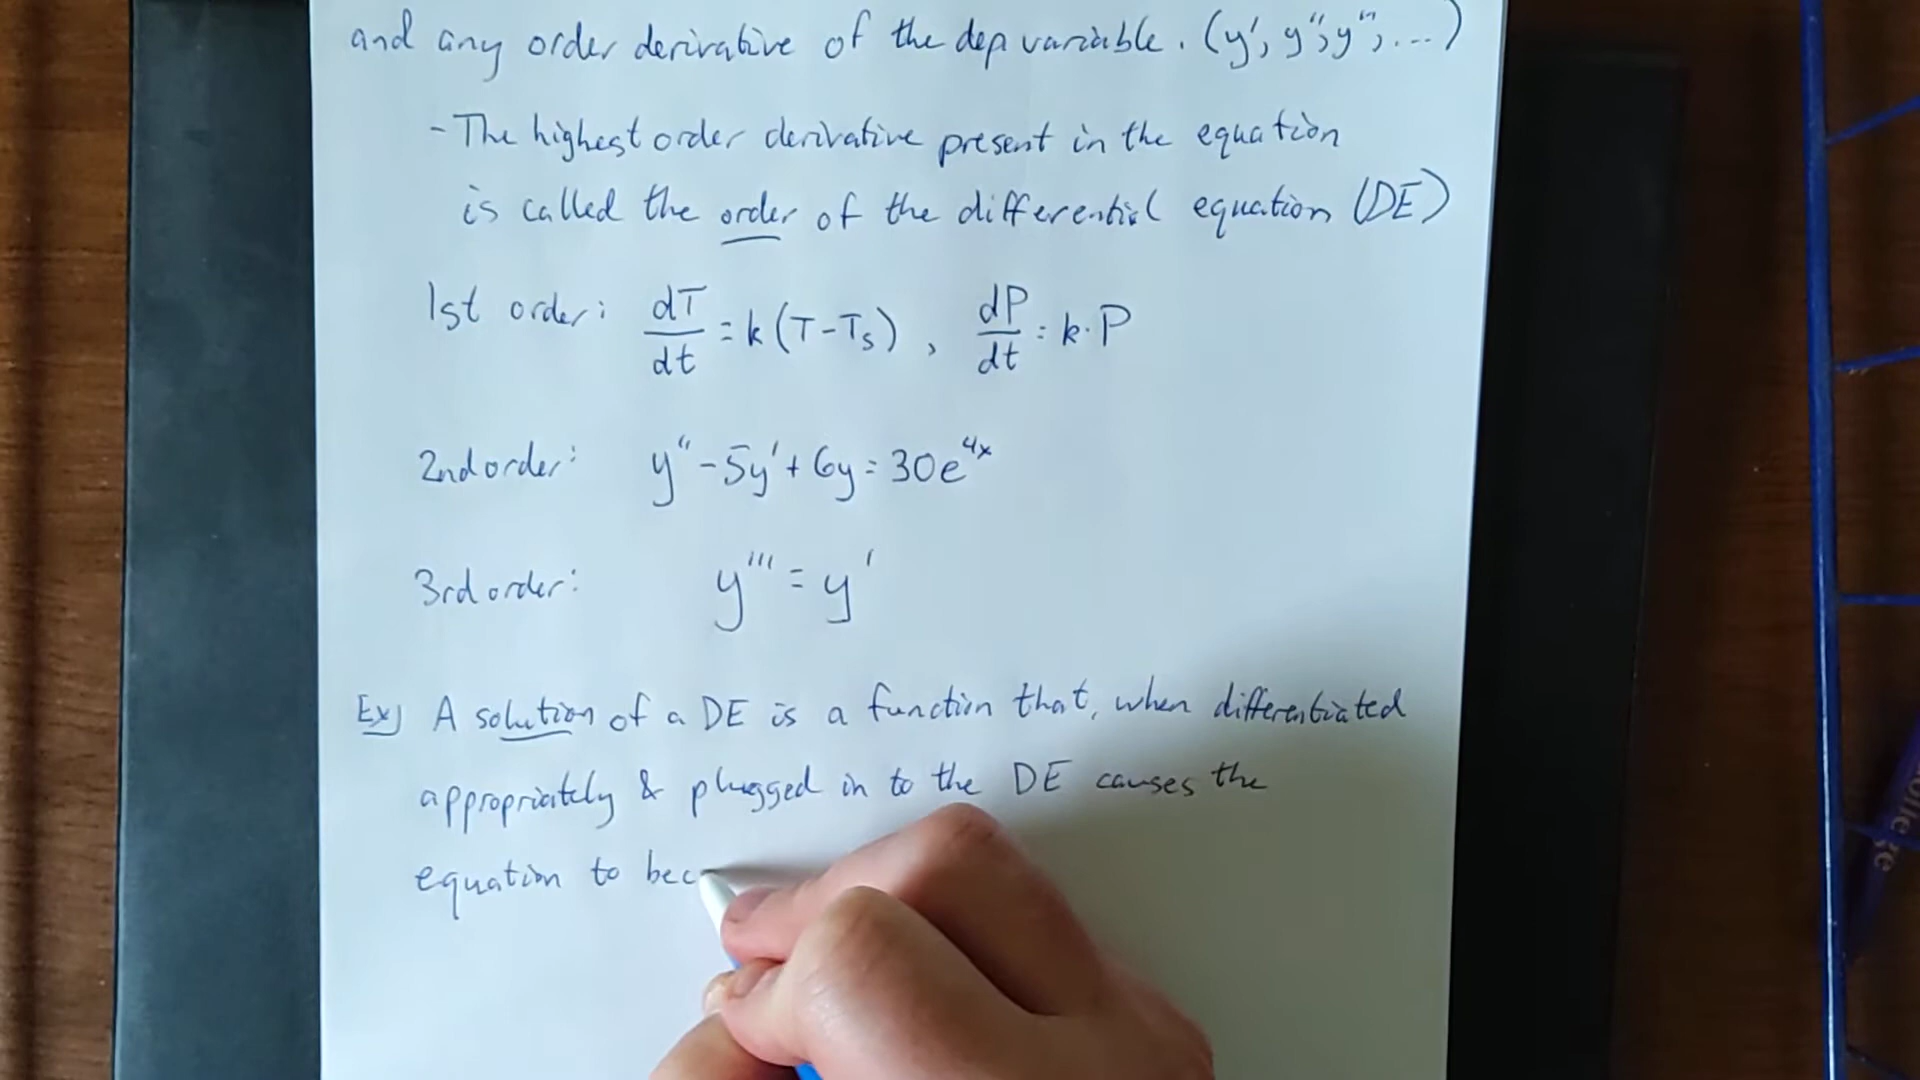 and any order derivative of the dep variable. (y', y'', y''', ...)
- The highest order derivative present in the equation
is called the order of the differential equation (DE)
1st order: dT/dt = k(T-Ts), dP/dt = k·P
2nd order: y'' - 5y' + 6y = 30e^4x
3rd order: y''' = y'
Ex) A solution of a DE is a function that, when differentiated
appropriately & plugged in to the DE causes the
equation to bec